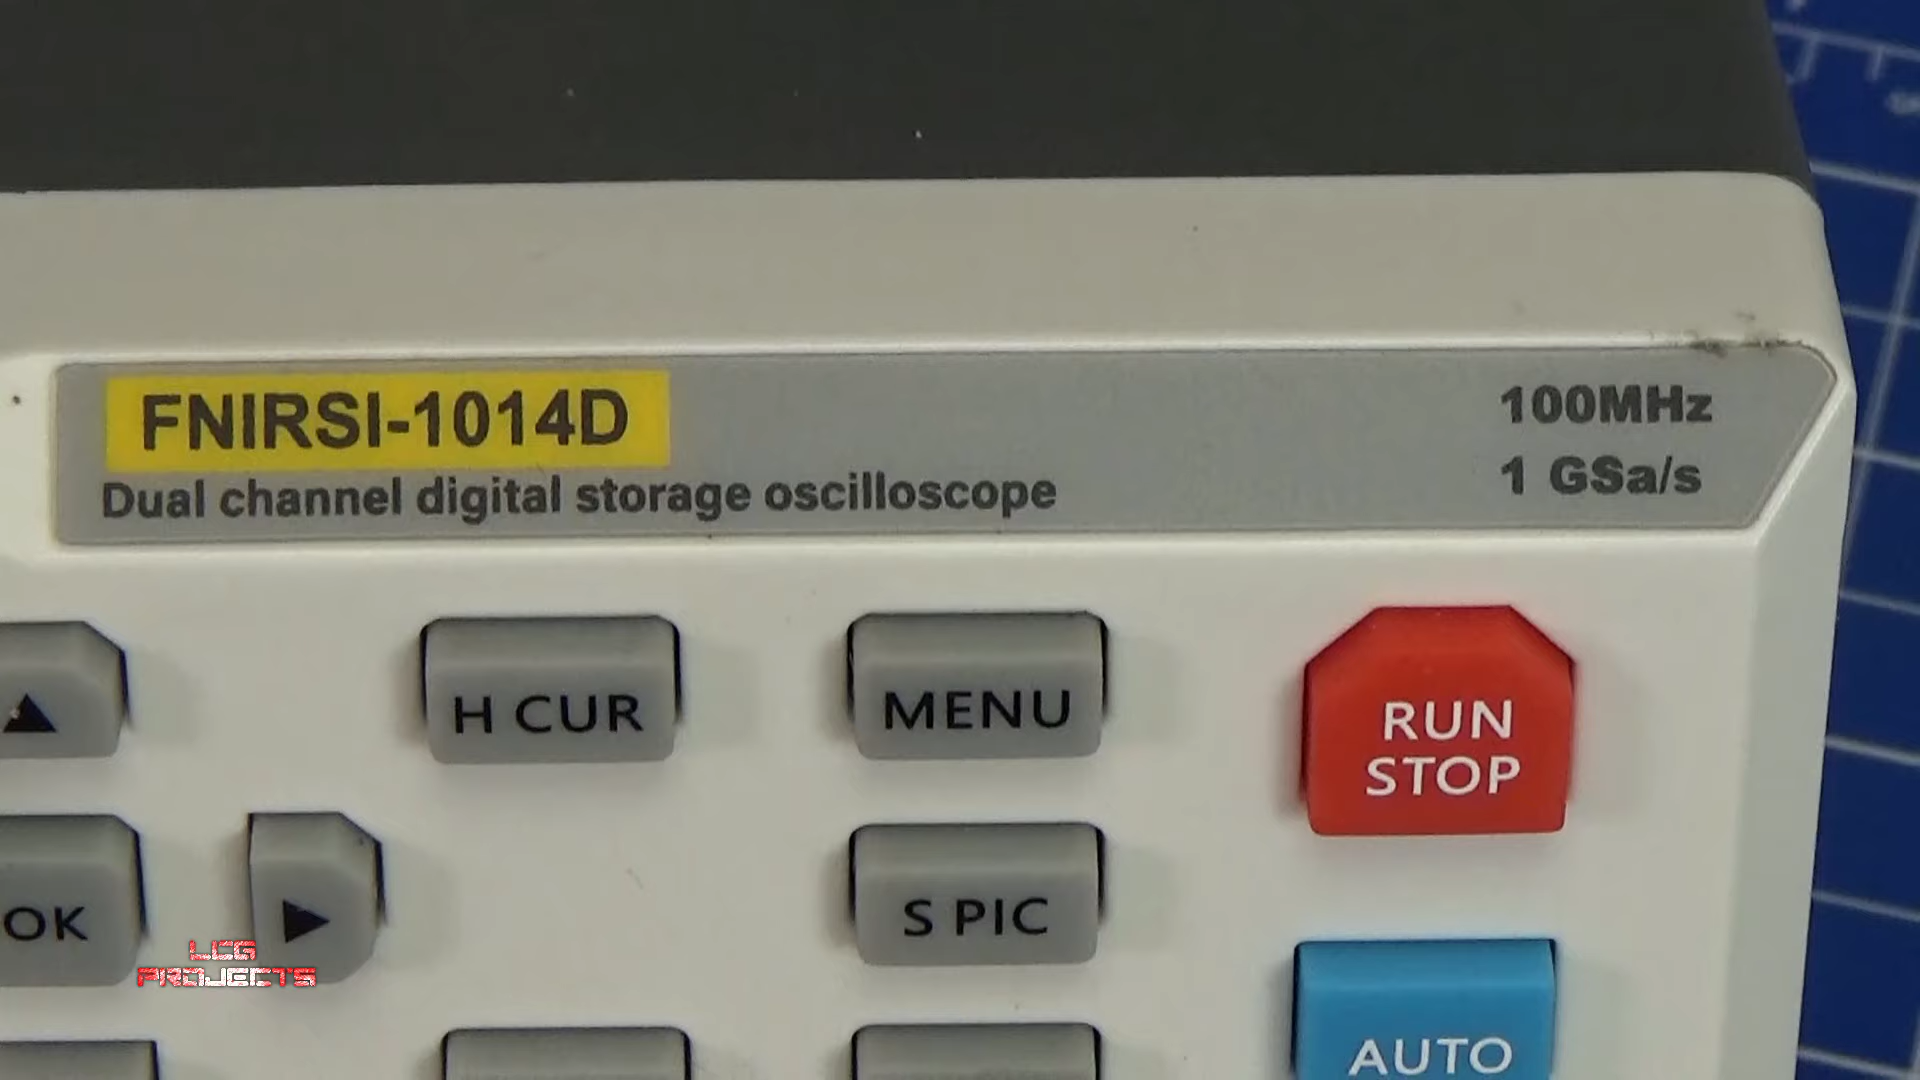 FNIRSI-1014D
Dual channel digital storage oscilloscope
100MHz
1 GSa/s
H CUR
MENU
RUN
STOP
OK
S PIC
AUTO
LCG
PROJECTS